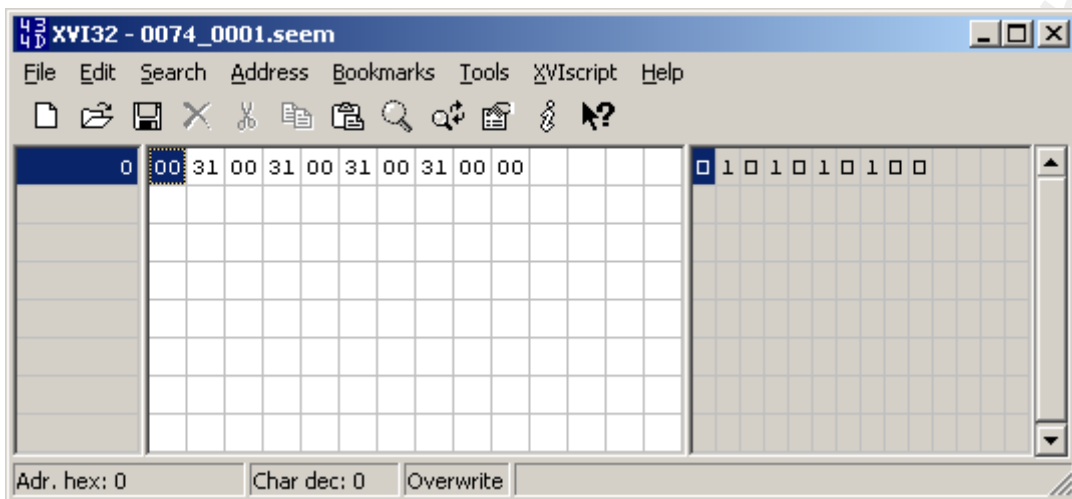 XVI32 - 0074_0001.seem
File Edit Search Address Bookmarks Tools XVIscript Help
0 00 31 00 31 00 31 00 31 00 00 □ 1 □ 1 □ 1 □ 1 □ □
Adr. hex: 0 Char dec: 0 Overwrite